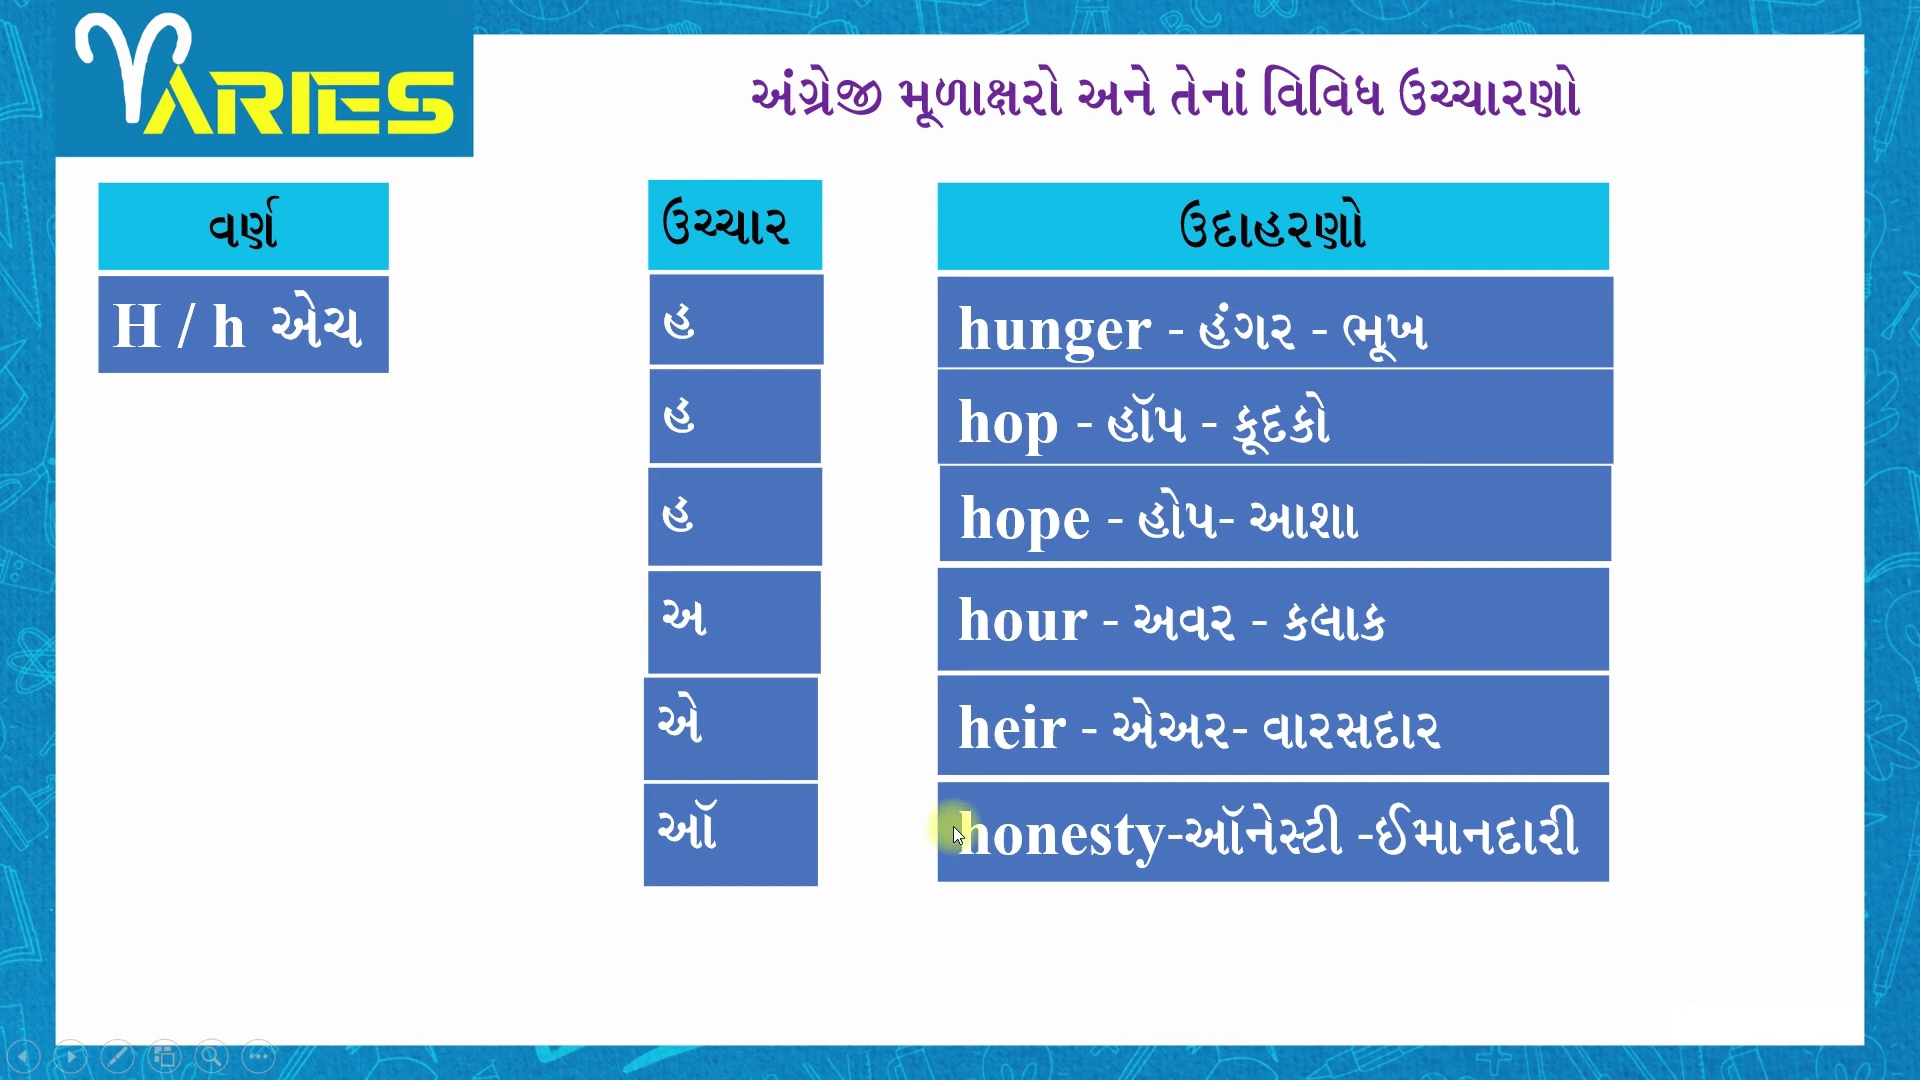 ARIES
અંગ્રેજી મૂળાક્ષરો અને તેનાં વિવિધ ઉચ્ચારણો
વર્ણ ઉચ્ચાર ઉદાહરણો
H / h એચ હ hunger - હંગર - ભૂખ
હ hop - હૉપ - કૂદકો
હ hope - હોપ- આશા
અ hour - અવર - કલાક
એ heir - એઅર- વારસદાર
ઑ honesty-ઑનેસ્ટી -ઈમાનદારી